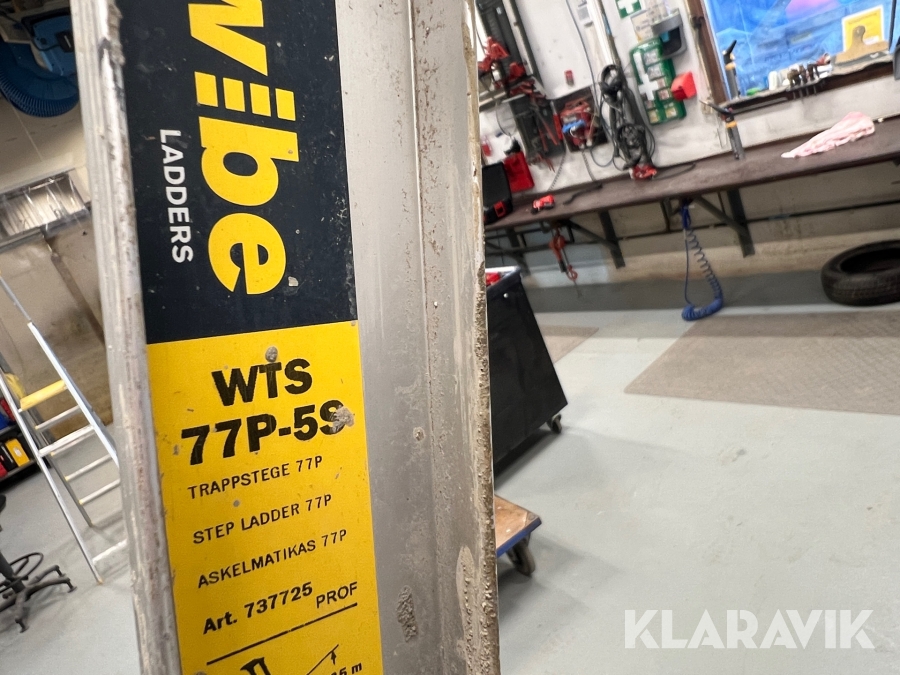 wibe
LADDERS
WTS
77P-5S
TRAPPSTEGE 77P
STEP LADDER 77P
ASKELMATIKAS 77P
Art. 737725 PROF
KLARAVIK